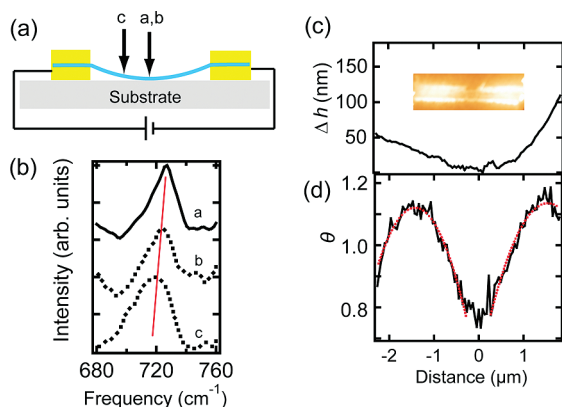 (a)
c
a,b
Substrate
(b)
Intensity (arb. units)
a
b
c
680
720
760
Frequency (cm⁻¹)
(c)
Δ h (nm)
150
100
50
(d)
θ
1.2
1.0
0.8
-2
-1
0
1
Distance (μm)